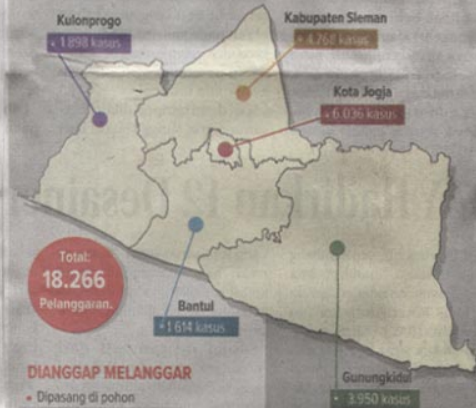 Kulonprogo
• 1.898 kasus
Kabupaten Sleman
• 4.768 kasus
Kota Jogja
• 6.036 kasus
Total:
18.266
Pelanggaran.
Bantul
• 1.614 kasus
Gunungkidul
• 3.950 kasus
DIANGGAP MELANGGAR
• Dipasang di pohon